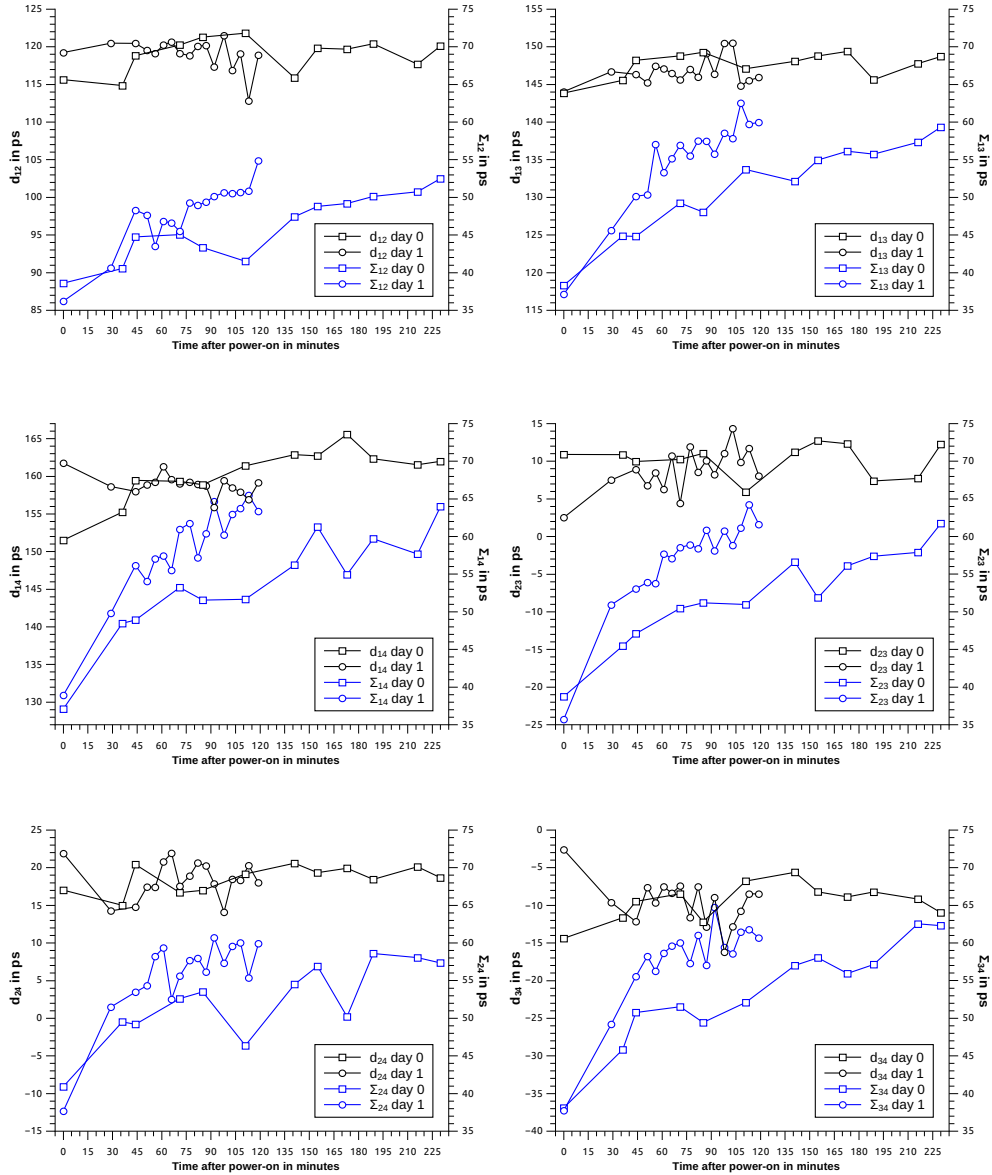 125
120
115
110
105
100
95
90
85
d12 in ps
75
70
65
60
55
50
45
40
35
Σ12 in ps
0 15 30 45 60 75 90 105 120 135 150 165 180 195 210 225
Time after power-on in minutes
d12 day 0
d12 day 1
Σ12 day 0
Σ12 day 1
155
150
145
140
135
130
125
120
115
d13 in ps
75
70
65
60
55
50
45
40
35
Σ13 in ps
0 15 30 45 60 75 90 105 120 135 150 165 180 195 210 225
Time after power-on in minutes
d13 day 0
d13 day 1
Σ13 day 0
Σ13 day 1
165
160
155
150
145
140
135
130
d14 in ps
75
70
65
60
55
50
45
40
35
Σ14 in ps
0 15 30 45 60 75 90 105 120 135 150 165 180 195 210 225
Time after power-on in minutes
d14 day 0
d14 day 1
Σ14 day 0
Σ14 day 1
15
10
5
0
−5
−10
−15
−20
−25
d23 in ps
75
70
65
60
55
50
45
40
35
Σ23 in ps
0 15 30 45 60 75 90 105 120 135 150 165 180 195 210 225
Time after power-on in minutes
d23 day 0
d23 day 1
Σ23 day 0
Σ23 day 1
25
20
15
10
5
0
−5
−10
−15
d24 in ps
75
70
65
60
55
50
45
40
35
Σ24 in ps
0 15 30 45 60 75 90 105 120 135 150 165 180 195 210 225
Time after power-on in minutes
d24 day 0
d24 day 1
Σ24 day 0
Σ24 day 1
0
−5
−10
−15
−20
−25
−30
−35
−40
d34 in ps
75
70
65
60
55
50
45
40
35
Σ34 in ps
0 15 30 45 60 75 90 105 120 135 150 165 180 195 210 225
Time after power-on in minutes
d34 day 0
d34 day 1
Σ34 day 0
Σ34 day 1